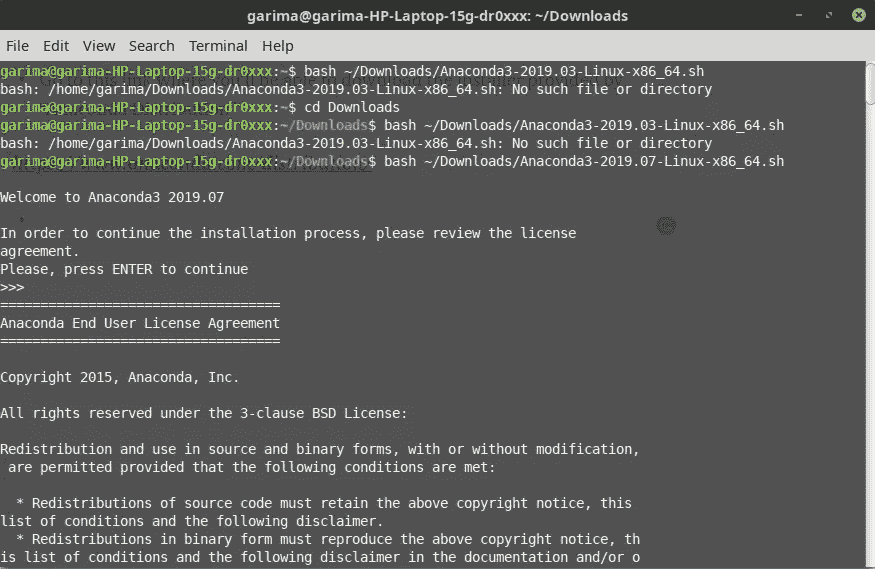 garima@garima-HP-Laptop-15g-dr0xxx: ~/Downloads
File Edit View Search Terminal Help
garima@garima-HP-Laptop-15g-dr0xxx:~$ bash ~/Downloads/Anaconda3-2019.03-Linux-x86_64.sh
bash: /home/garima/Downloads/Anaconda3-2019.03-Linux-x86_64.sh: No such file or directory
garima@garima-HP-Laptop-15g-dr0xxx:~$ cd Downloads
garima@garima-HP-Laptop-15g-dr0xxx:~/Downloads$ bash ~/Downloads/Anaconda3-2019.03-Linux-x86_64.sh
bash: /home/garima/Downloads/Anaconda3-2019.03-Linux-x86_64.sh: No such file or directory
garima@garima-HP-Laptop-15g-dr0xxx:~/Downloads$ bash ~/Downloads/Anaconda3-2019.07-Linux-x86_64.sh
Welcome to Anaconda3 2019.07
In order to continue the installation process, please review the license
agreement.
Please, press ENTER to continue
>>>
===================================
Anaconda End User License Agreement
===================================
Copyright 2015, Anaconda, Inc.
All rights reserved under the 3-clause BSD License:
Redistribution and use in source and binary forms, with or without modification,
are permitted provided that the following conditions are met:
* Redistributions of source code must retain the above copyright notice, this
list of conditions and the following disclaimer.
* Redistributions in binary form must reproduce the above copyright notice, th
is list of conditions and the following disclaimer in the documentation and/or o